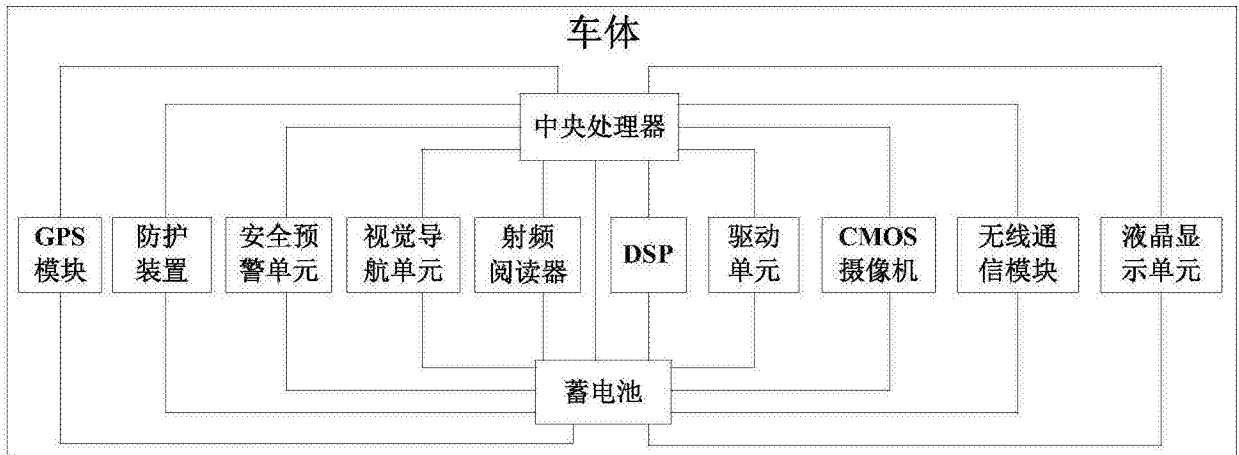 车体
中央处理器
GPS
模块
防护
装置
安全预
警单元
视觉导
航单元
射频
阅读器
DSP
驱动
单元
CMOS
摄像机
无线通
信模块
液晶显
示单元
蓄电池